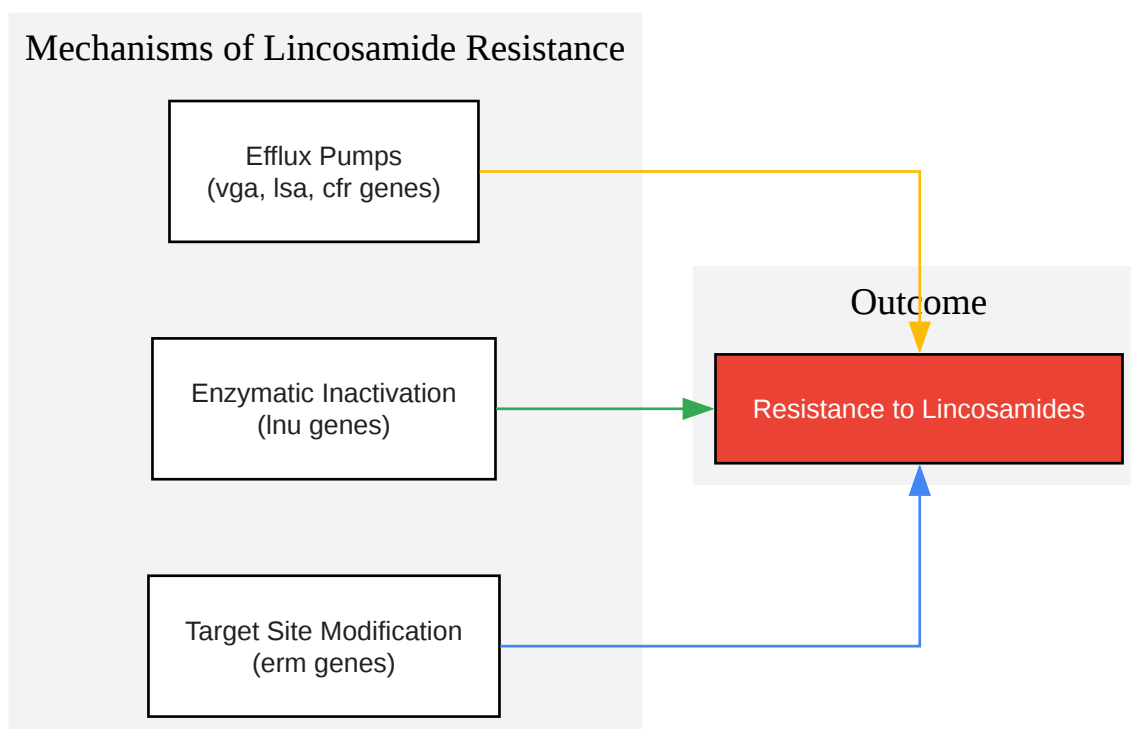 Mechanisms of Lincosamide Resistance
Efflux Pumps
(vga, lsa, cfr genes)
Enzymatic Inactivation
(lnu genes)
Target Site Modification
(erm genes)
Outcome
Resistance to Lincosamides